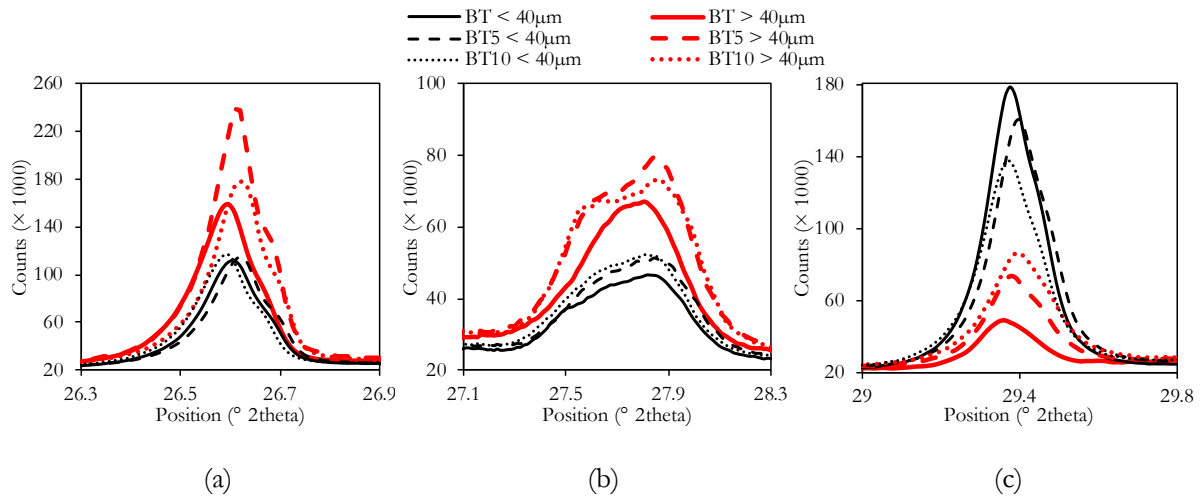 BT < 40µm
BT > 40µm
BT5 < 40µm
BT5 > 40µm
BT10 < 40µm
BT10 > 40µm
260
220
180
140
100
60
20
Counts (× 1000)
26.3
26.5
26.7
26.9
Position (° 2theta)
(a)
100
80
60
40
20
Counts (× 1000)
27.1
27.5
27.9
28.3
Position (° 2theta)
(b)
180
140
100
60
20
Counts (× 1000)
29
29.4
29.8
Position (° 2theta)
(c)